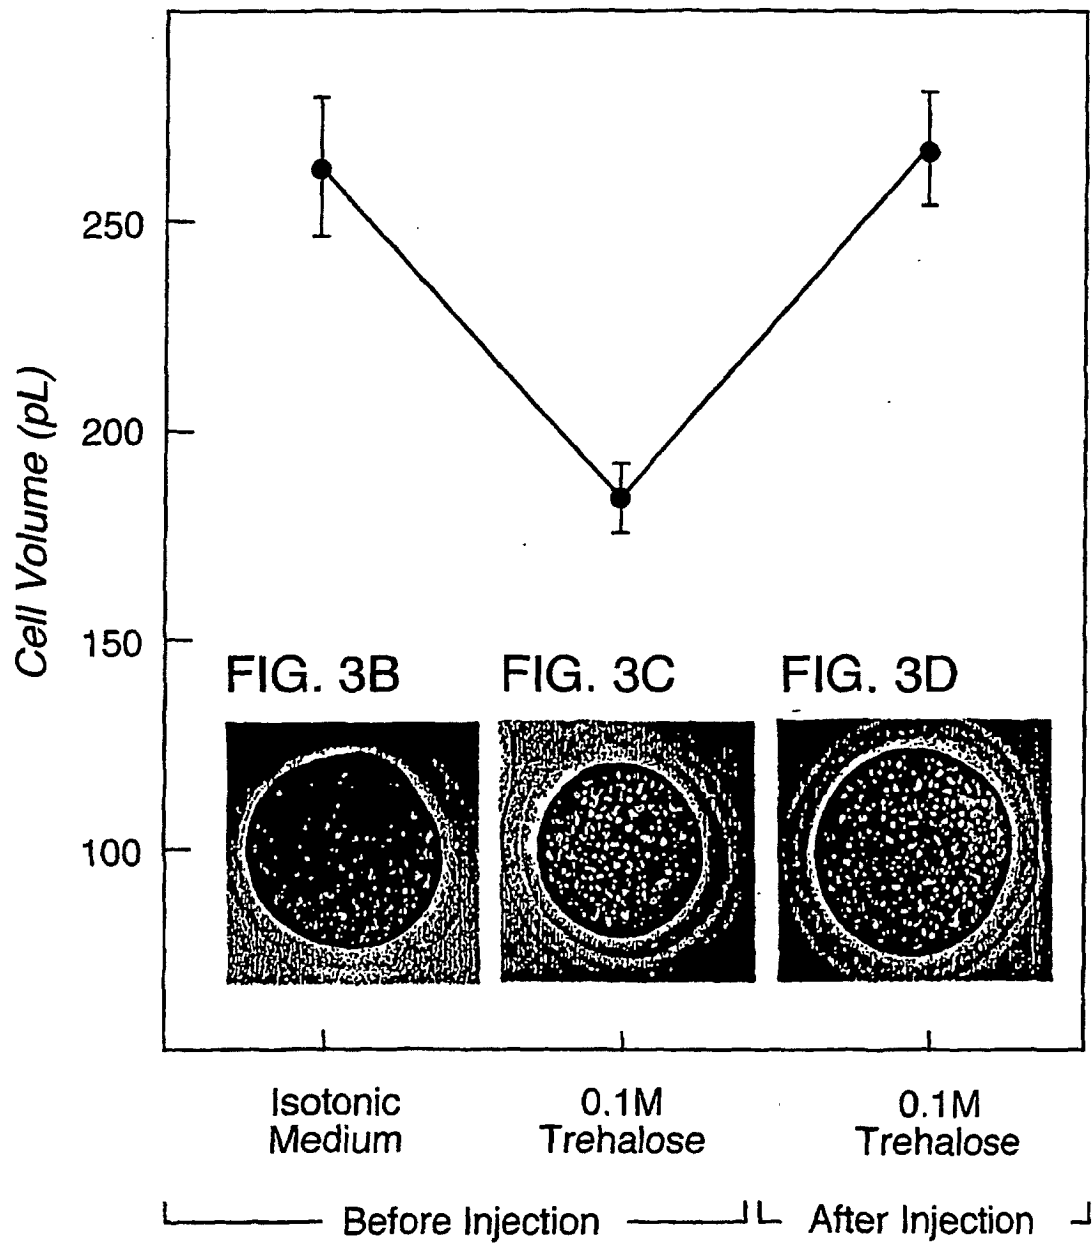 250
200
150
100
Cell Volume (pL)
FIG. 3B
FIG. 3C
FIG. 3D
Isotonic
Medium
0.1M
Trehalose
0.1M
Trehalose
Before Injection
After Injection